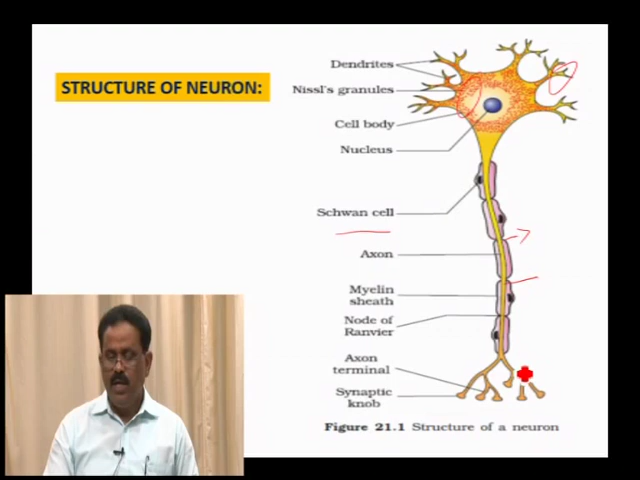 STRUCTURE OF NEURON:
Dendrites
Nissl's granules
Cell body
Nucleus
Schwan cell
Axon
Myelin
sheath
Node of
Ranvier
Axon
terminal
Synaptic
knob
Figure 21.1 Structure of a neuron